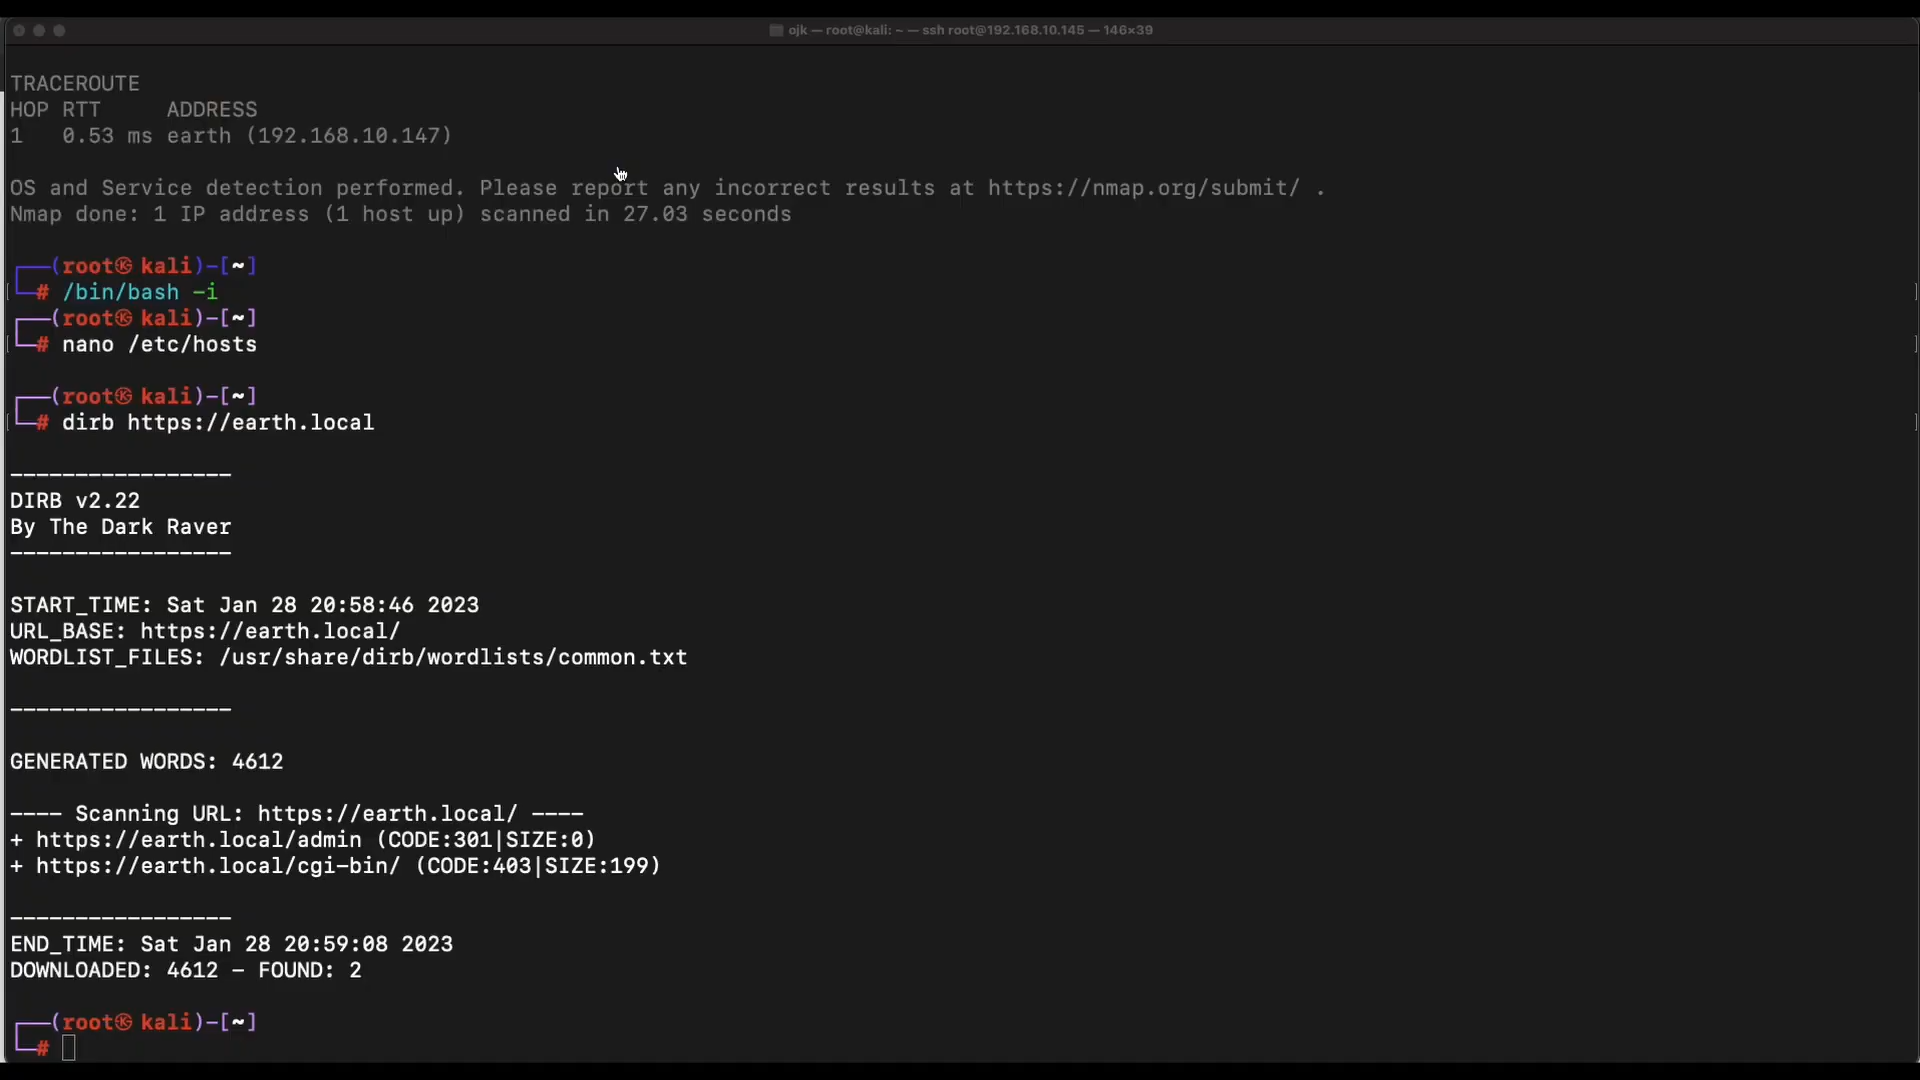 ojk — root@kali: ~ — ssh root@192.168.10.145 — 146×39
TRACEROUTE
HOP RTT     ADDRESS
1   0.53 ms earth (192.168.10.147)
OS and Service detection performed. Please report any incorrect results at https://nmap.org/submit/ .
Nmap done: 1 IP address (1 host up) scanned in 27.03 seconds
┌──(root㉿kali)-[~]
└─# /bin/bash -i
┌──(root㉿kali)-[~]
└─# nano /etc/hosts
┌──(root㉿kali)-[~]
└─# dirb https://earth.local
-----------------
DIRB v2.22
By The Dark Raver
-----------------
START_TIME: Sat Jan 28 20:58:46 2023
URL_BASE: https://earth.local/
WORDLIST_FILES: /usr/share/dirb/wordlists/common.txt
-----------------
GENERATED WORDS: 4612
---- Scanning URL: https://earth.local/ ----
+ https://earth.local/admin (CODE:301|SIZE:0)
+ https://earth.local/cgi-bin/ (CODE:403|SIZE:199)
-----------------
END_TIME: Sat Jan 28 20:59:08 2023
DOWNLOADED: 4612 - FOUND: 2
┌──(root㉿kali)-[~]
└─#